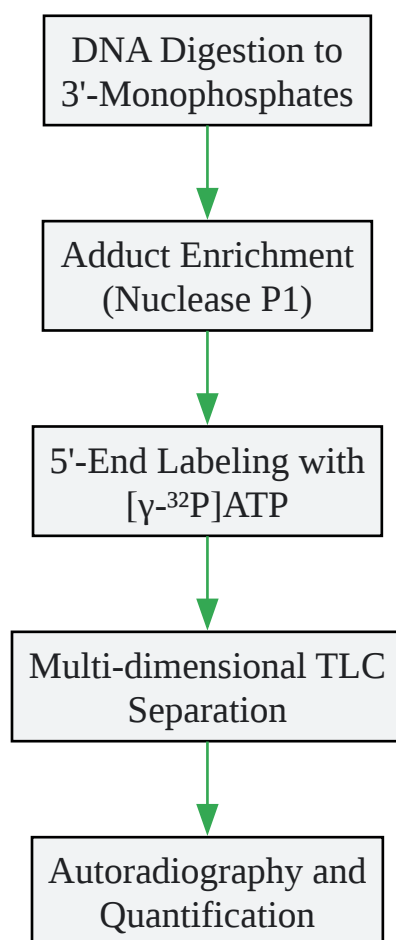 DNA Digestion to
3'-Monophosphates
Adduct Enrichment
(Nuclease P1)
5'-End Labeling with
[γ-³²P]ATP
Multi-dimensional TLC
Separation
Autoradiography and
Quantification